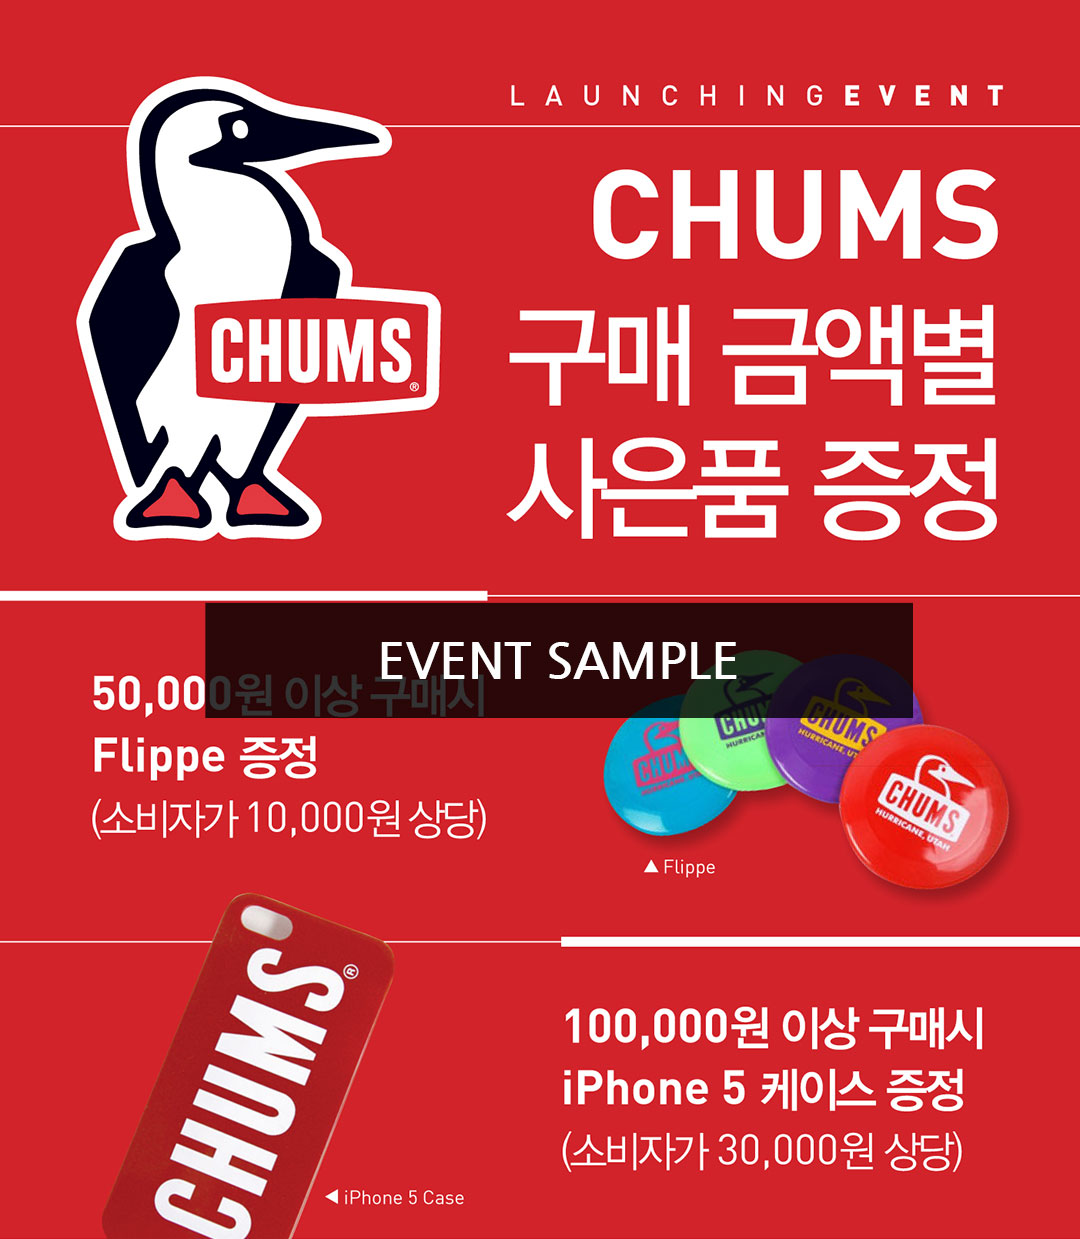 LAUNCHINGEVENT
CHUMS
구매 금액별
사은품 증정
CHUMS®
EVENT SAMPLE
50,000원 이상 구매시
Flippe 증정
(소비자가 10,000원 상당)
CHUMS
CHUMS
HURRICANE, UT
CHUMS
HURRICANE, UTAH
▲ Flippe
CHUMS®
100,000원 이상 구매시
iPhone 5 케이스 증정
(소비자가 30,000원 상당)
◀ iPhone 5 Case